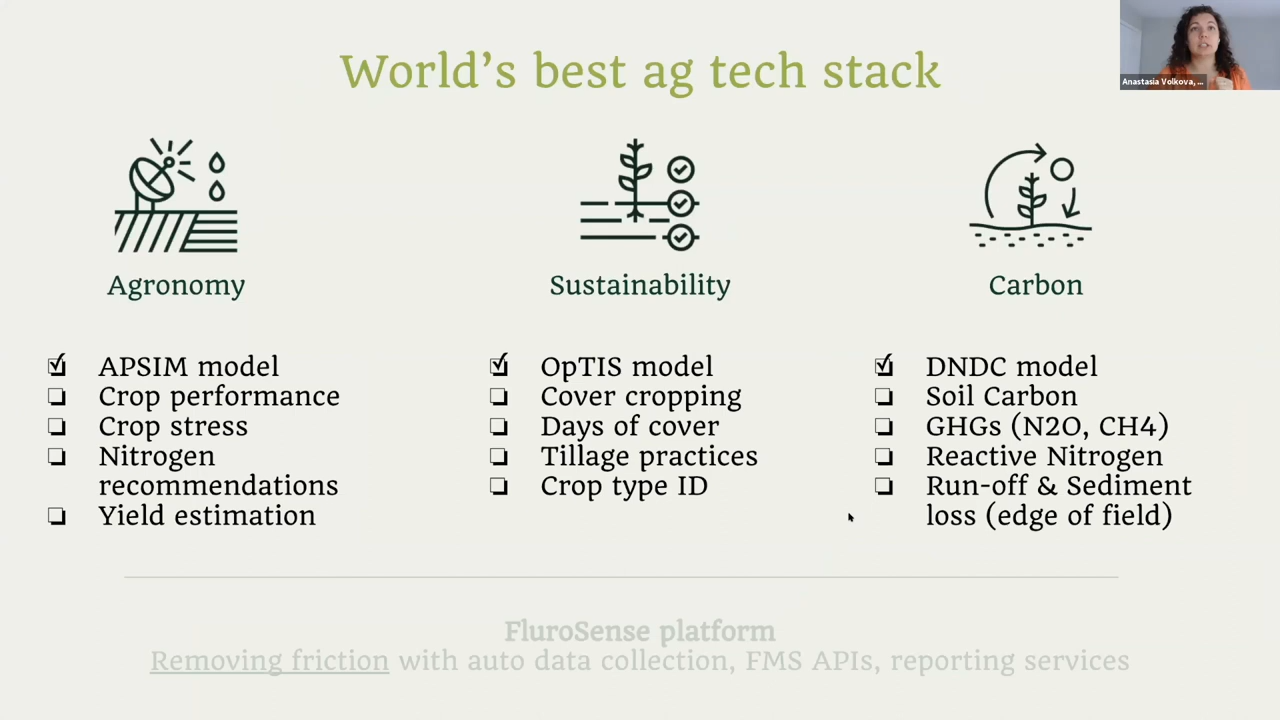 World's best ag tech stack
Anastasia Volkova, ...
Agronomy
Sustainability
Carbon
APSIM model
Crop performance
Crop stress
Nitrogen
recommendations
Yield estimation
OpTIS model
Cover cropping
Days of cover
Tillage practices
Crop type ID
DNDC model
Soil Carbon
GHGs (N2O, CH4)
Reactive Nitrogen
Run-off & Sediment
loss (edge of field)
FluroSense platform
Removing friction with auto data collection, FMS APIs, reporting services